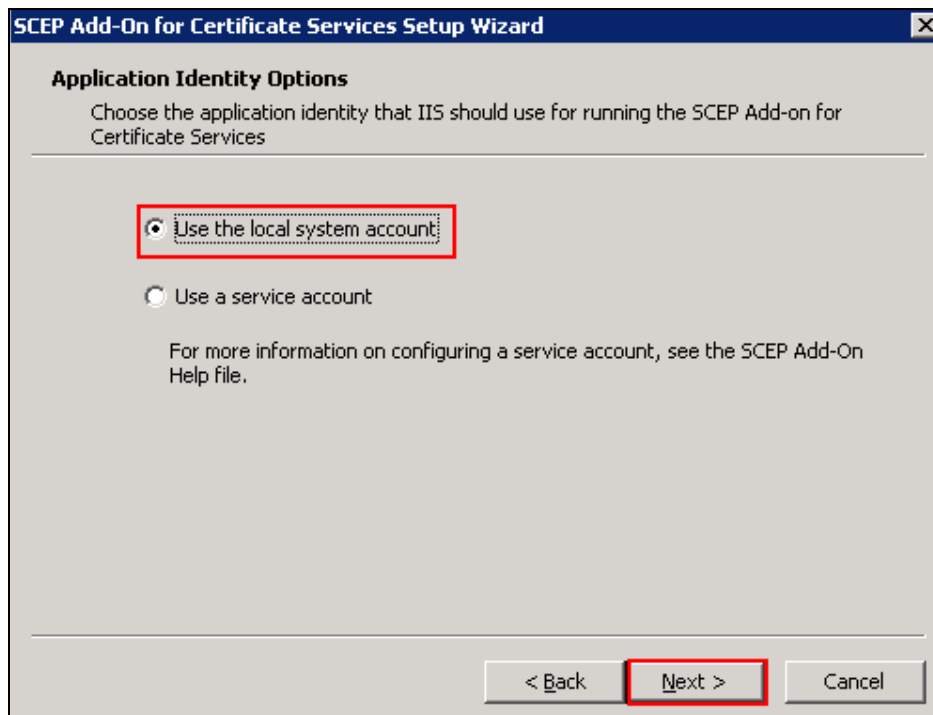 SCEP Add-On for Certificate Services Setup Wizard
Application Identity Options
Choose the application identity that IIS should use for running the SCEP Add-on for
Certificate Services
Use the local system account
Use a service account
For more information on configuring a service account, see the SCEP Add-On
Help file.
< Back
Next >
Cancel